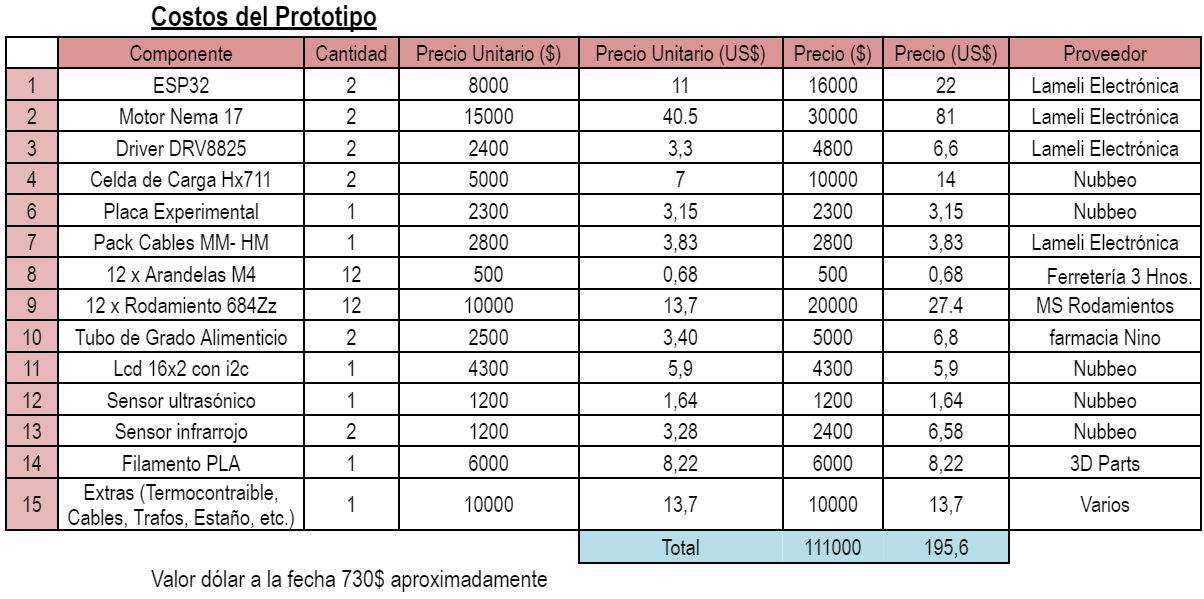 Costos del Prototipo
Componente Cantidad Precio Unitario ($) Precio Unitario (US$) Precio ($) Precio (US$) Proveedor
1 ESP32 2 8000 11 16000 22 Lameli Electrónica
2 Motor Nema 17 2 15000 40.5 30000 81 Lameli Electrónica
3 Driver DRV8825 2 2400 3,3 4800 6,6 Lameli Electrónica
4 Celda de Carga Hx711 2 5000 7 10000 14 Nubbeo
6 Placa Experimental 1 2300 3,15 2300 3,15 Nubbeo
7 Pack Cables MM- HM 1 2800 3,83 2800 3,83 Lameli Electrónica
8 12 x Arandelas M4 12 500 0,68 500 0,68 Ferretería 3 Hnos.
9 12 x Rodamiento 684Zz 12 10000 13,7 20000 27.4 MS Rodamientos
10 Tubo de Grado Alimenticio 2 2500 3,40 5000 6,8 farmacia Nino
11 Lcd 16x2 con i2c 1 4300 5,9 4300 5,9 Nubbeo
12 Sensor ultrasónico 1 1200 1,64 1200 1,64 Nubbeo
13 Sensor infrarrojo 2 1200 3,28 2400 6,58 Nubbeo
14 Filamento PLA 1 6000 8,22 6000 8,22 3D Parts
15 Extras (Termocontraible,
Cables, Trafos, Estaño, etc.) 1 10000 13,7 10000 13,7 Varios
Total 111000 195,6
Valor dólar a la fecha 730$ aproximadamente